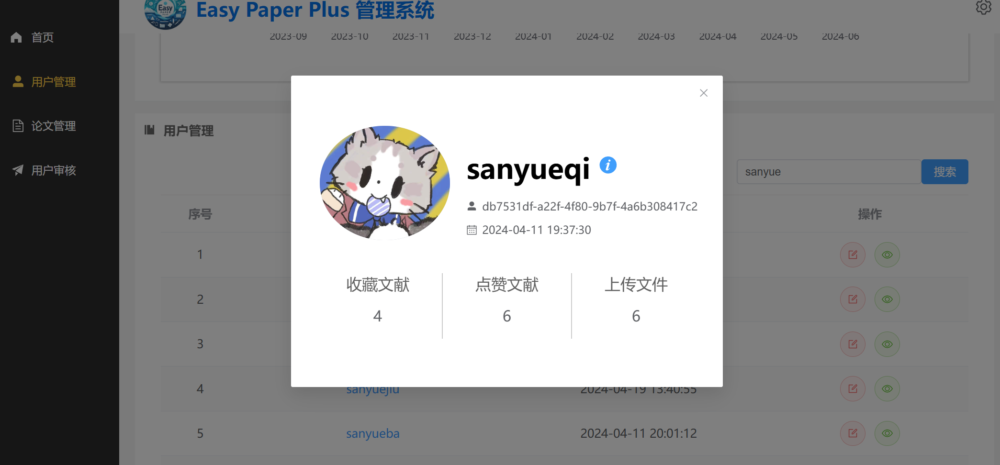 Easy
PAPER
PLUS
Easy Paper Plus 管理系统
首页
用户管理
论文管理
用户审核
2023-09 2023-10 2023-11 2023-12 2024-01 2024-02 2024-03 2024-04 2024-05 2024-06
用户管理
sanyue 搜索
序号 操作
1
2
3
4 sanyuejiu 2024-04-19 13:40:55
5 sanyueba 2024-04-11 20:01:12
sanyueqi
db7531df-a22f-4f80-9b7f-4a6b308417c2
2024-04-11 19:37:30
收藏文献 点赞文献 上传文件
4 6 6